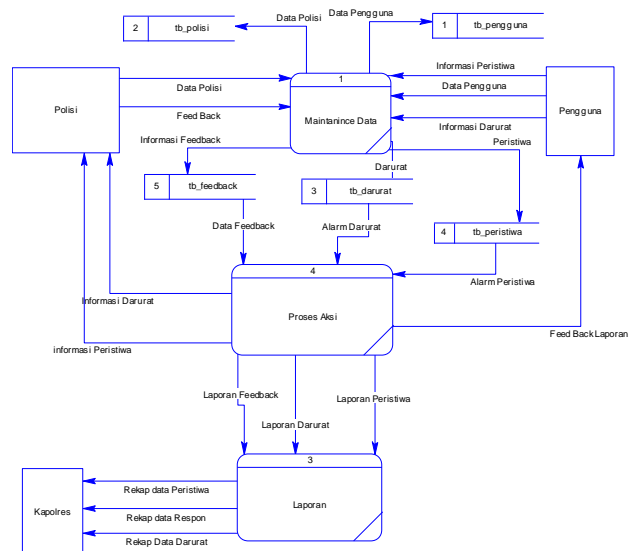 Data Pengguna
Data Polisi
2 tb_polisi
1 tb_pengguna
Informasi Peristiwa
1
Data Polisi
Data Pengguna
Polisi
Feed Back
Maintanince Data
Pengguna
Informasi Darurat
Informasi Feedback
Peristiwa
Darurat
5 tb_feedback
3 tb_darurat
Data Feedback
Alarm Darurat
4 tb_peristiwa
4
Alarm Peristiwa
Informasi Darurat
Proses Aksi
Feed Back Laporan
informasi Peristiwa
Laporan Feedback
Laporan Peristiwa
Laporan Darurat
3
Rekap data Peristiwa
Kapolres
Laporan
Rekap data Respon
Rekap Data Darurat